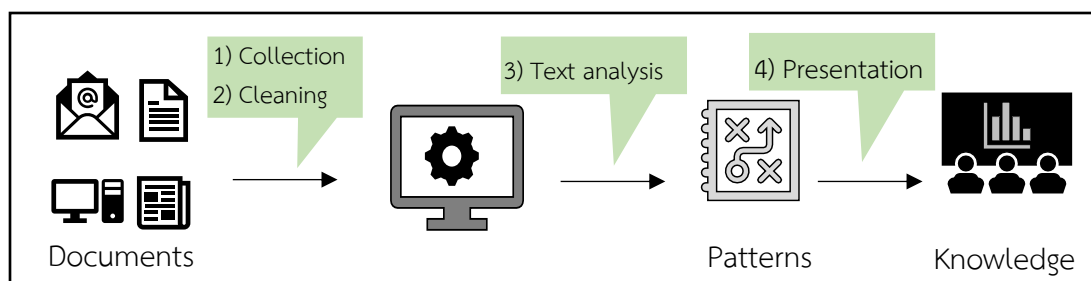 1) Collection
2) Cleaning
3) Text analysis
4) Presentation
@
Documents
Patterns
Knowledge